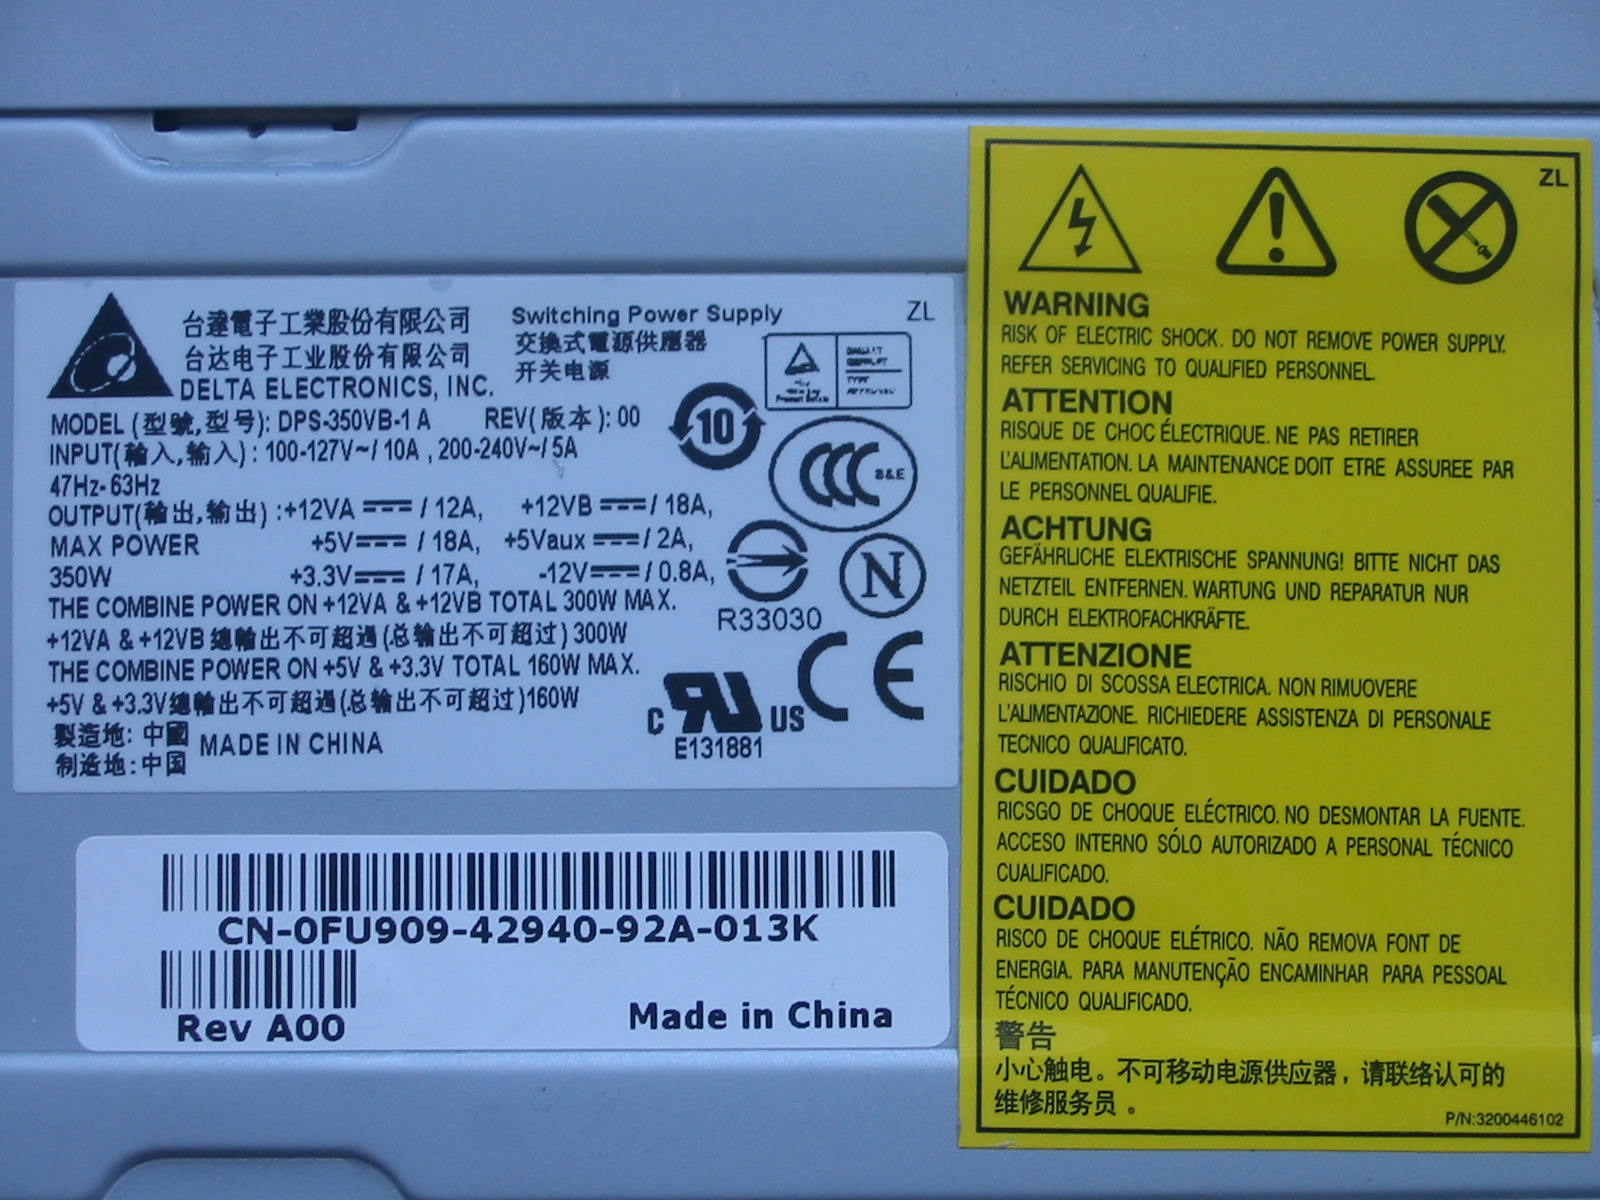 台達電子工業股份有限公司
台达电子工业股份有限公司
DELTA ELECTRONICS, INC.
Switching Power Supply
交換式電源供應器
开关电源
ZL
MODEL (型號,型号): DPS-350VB-1 A REV(版本): 00
INPUT(輸入,输入) : 100-127V~/ 10A , 200-240V~/ 5A
47Hz- 63Hz
OUTPUT(輸出,输出) :+12VA / 12A, +12VB / 18A,
MAX POWER +5V / 18A, +5Vaux / 2A,
350W +3.3V / 17A, -12V / 0.8A,
THE COMBINE POWER ON +12VA & +12VB TOTAL 300W MAX.
+12VA & +12VB 總輸出不可超過(总输出不可超过) 300W
THE COMBINE POWER ON +5V & +3.3V TOTAL 160W MAX.
+5V & +3.3V總輸出不可超過(总输出不可超过)160W
製造地: 中國
制造地:中国
MADE IN CHINA
10
CCC S&E
N
R33030
CE
c RU US
E131881
CN-0FU909-42940-92A-013K
Rev A00
Made in China
ZL
WARNING
RISK OF ELECTRIC SHOCK. DO NOT REMOVE POWER SUPPLY.
REFER SERVICING TO QUALIFIED PERSONNEL.
ATTENTION
RISQUE DE CHOC ÉLECTRIQUE. NE PAS RETIRER
L'ALIMENTATION. LA MAINTENANCE DOIT ETRE ASSUREE PAR
LE PERSONNEL QUALIFIE.
ACHTUNG
GEFÄHRLICHE ELEKTRISCHE SPANNUNG! BITTE NICHT DAS
NETZTEIL ENTFERNEN. WARTUNG UND REPARATUR NUR
DURCH ELEKTROFACHKRÄFTE.
ATTENZIONE
RISCHIO DI SCOSSA ELECTRICA. NON RIMUOVERE
L'ALIMENTAZIONE. RICHIEDERE ASSISTENZA DI PERSONALE
TECNICO QUALIFICATO.
CUIDADO
RICSGO DE CHOQUE ELÉCTRICO. NO DESMONTAR LA FUENTE.
ACCESO INTERNO SÓLO AUTORIZADO A PERSONAL TÉCNICO
CUALIFICADO.
CUIDADO
RISCO DE CHOQUE ELÉTRICO. NÃO REMOVA FONT DE
ENERGIA. PARA MANUTENÇÃO ENCAMINHAR PARA PESSOAL
TÉCNICO QUALIFICADO.
警告
小心触电。不可移动电源供应器，请联络认可的
维修服务员 。
P/N:3200446102